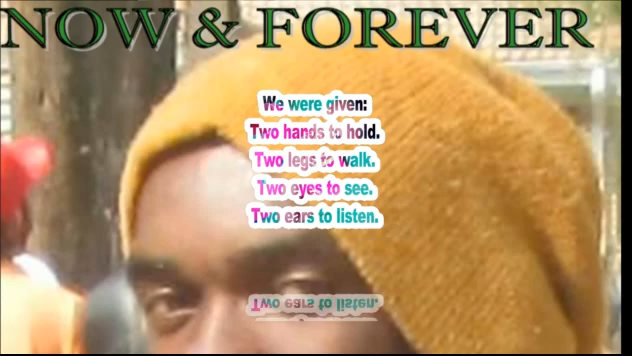 NOW & FOREVER
We were given:
Two hands to hold.
Two legs to walk.
Two eyes to see.
Two ears to listen.
Two ears to listen.